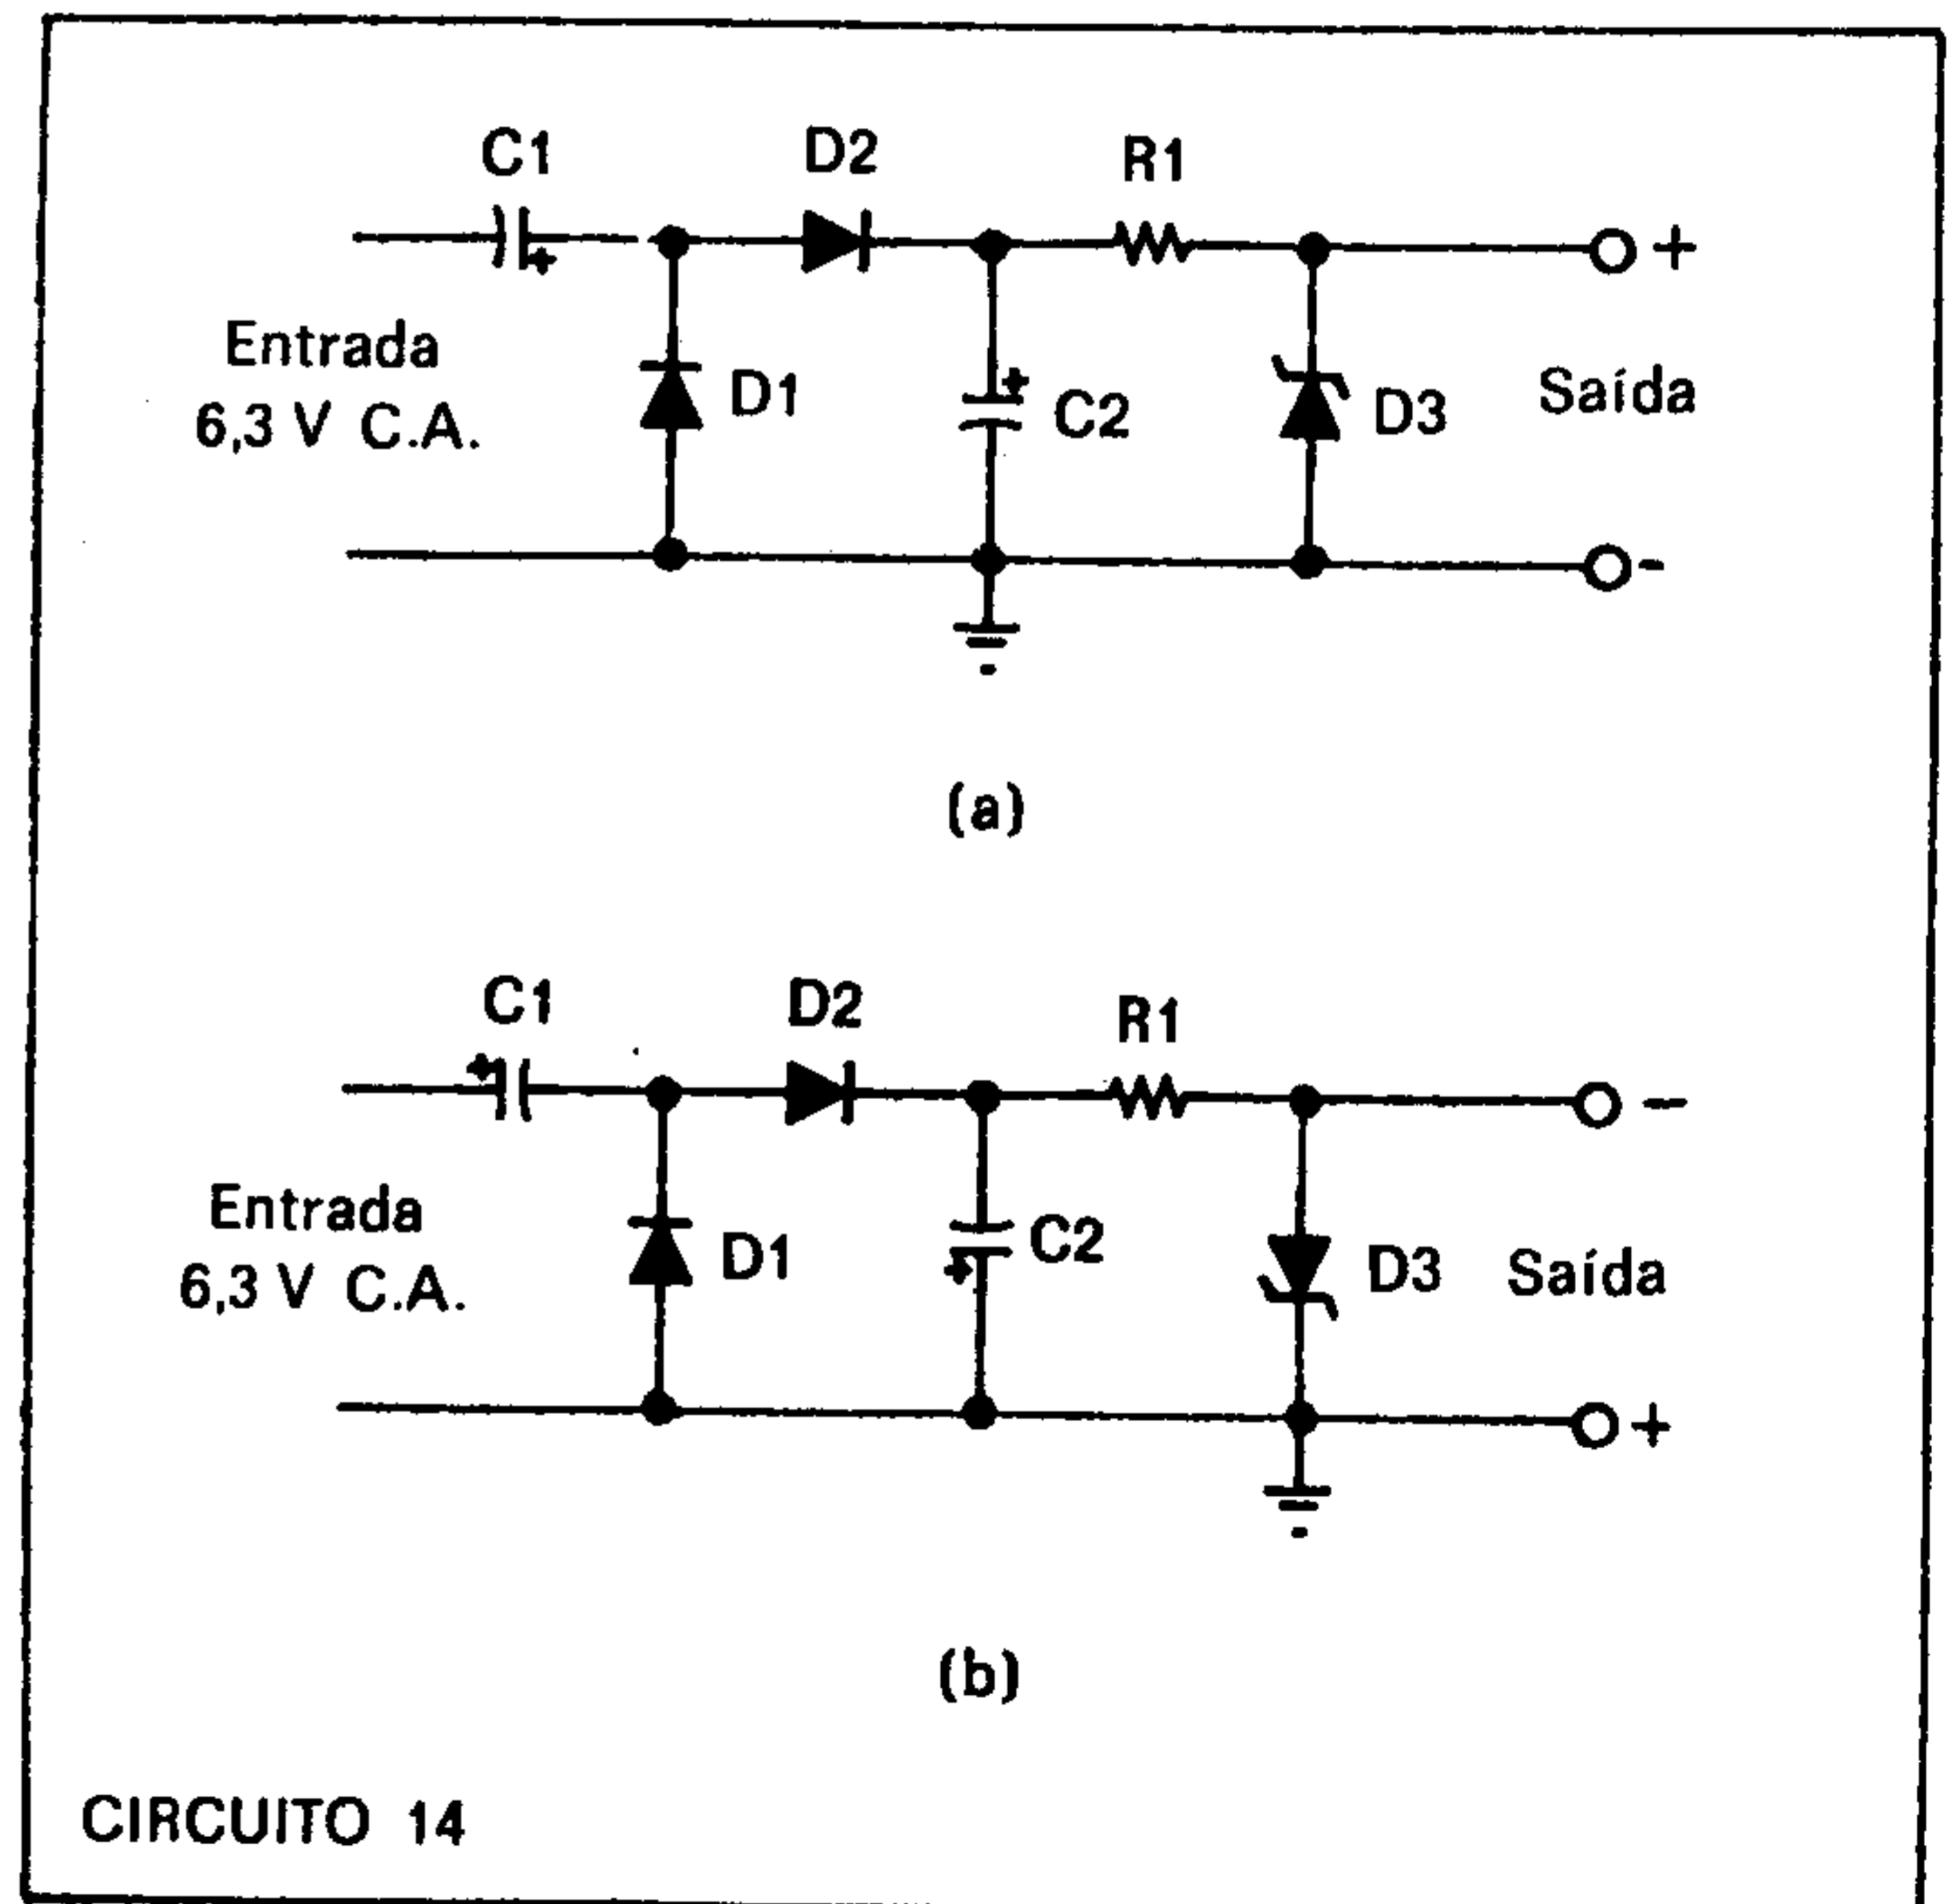 C1 D2 R1
+
+
Entrada
6,3 V C.A.
D1
+
C2
D3
Saída
-
(a)
C1 D2 R1
+
-
Entrada
6,3 V C.A.
D1
C2
+
D3
Saída
+
(b)
CIRCUITO 14